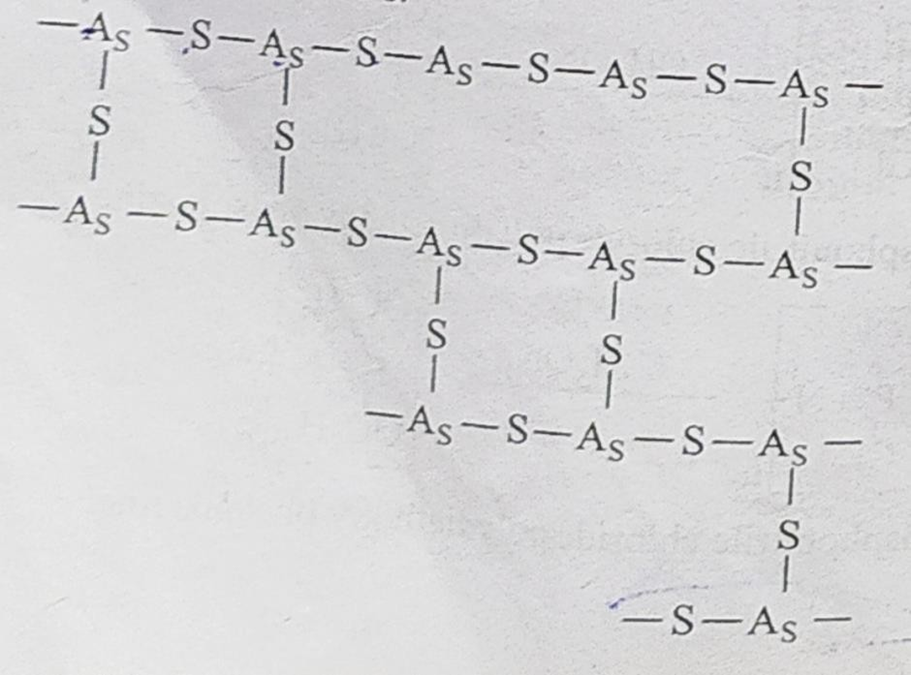 —As—S—As—S—As—S—As—S—As—
| | |
S S S
| | |
—As—S—As—S—As—S—As—S—As—
| |
S S
| |
—As—S—As—S—As—
|
S
|
—S—As—